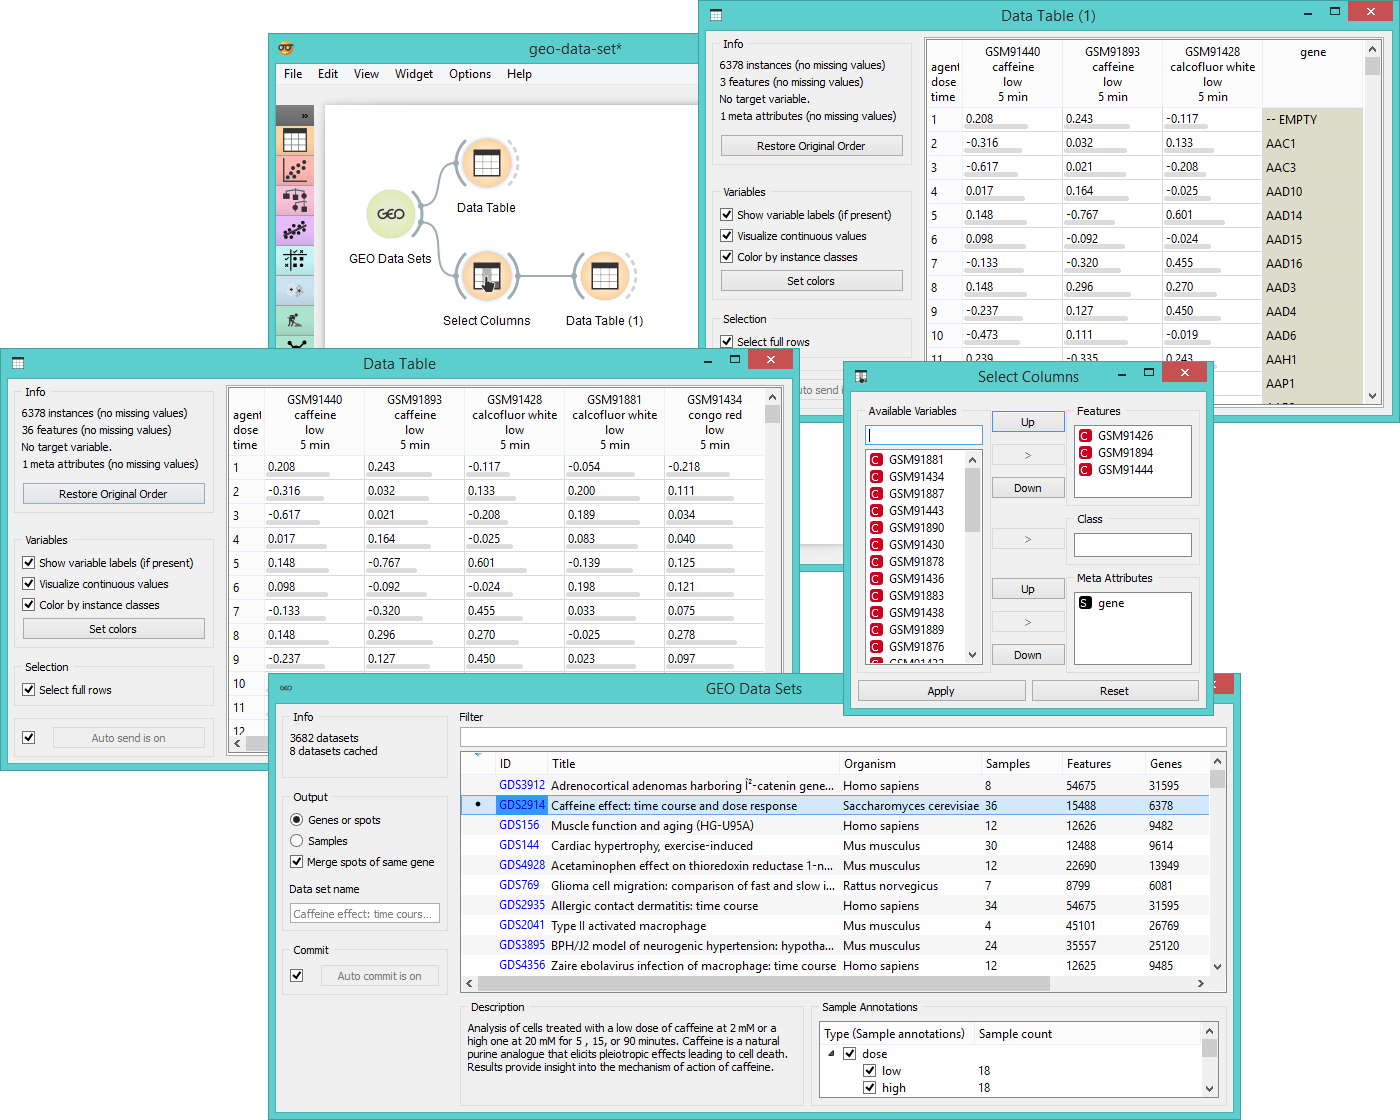 geo-data-set*
File Edit View Widget Options Help
»
GEO
GEO Data Sets
Data Table
Select Columns
Data Table (1)
Data Table (1)
Info
6378 instances (no missing values)
3 features (no missing values)
No target variable.
1 meta attributes (no missing values)
Restore Original Order
Variables
Show variable labels (if present)
Visualize continuous values
Color by instance classes
Set colors
Selection
Select full rows
GSM91440 GSM91893 GSM91428 gene
agent caffeine caffeine calcofluor white
dose low low low
time 5 min 5 min 5 min
1 0.208 0.243 -0.117 -- EMPTY
2 -0.316 0.032 0.133 AAC1
3 -0.617 0.021 -0.208 AAC3
4 0.017 0.164 -0.025 AAD10
5 0.148 -0.767 0.601 AAD14
6 0.098 -0.092 -0.024 AAD15
7 -0.133 -0.320 0.455 AAD16
8 0.148 0.296 0.270 AAD3
9 -0.237 0.127 0.450 AAD4
10 -0.473 0.111 -0.019 AAD6
11 0.239 -0.335 0.243 AAH1
AAP1
Data Table
Info
6378 instances (no missing values)
36 features (no missing values)
No target variable.
1 meta attributes (no missing values)
Restore Original Order
Variables
Show variable labels (if present)
Visualize continuous values
Color by instance classes
Set colors
Selection
Select full rows
Auto send is on
GSM91440 GSM91893 GSM91428 GSM91881 GSM91434
agent caffeine caffeine calcofluor white calcofluor white congo red
dose low low low low low
time 5 min 5 min 5 min 5 min 5 min
1 0.208 0.243 -0.117 -0.054 -0.218
2 -0.316 0.032 0.133 0.200 0.111
3 -0.617 0.021 -0.208 0.189 0.034
4 0.017 0.164 -0.025 0.083 0.040
5 0.148 -0.767 0.601 -0.139 0.125
6 0.098 -0.092 -0.024 0.198 0.121
7 -0.133 -0.320 0.455 0.033 0.075
8 0.148 0.296 0.270 -0.025 0.278
9 -0.237 0.127 0.450 0.023 0.097
10
11
12
Select Columns
Available Variables
C GSM91881
C GSM91434
C GSM91887
C GSM91443
C GSM91890
C GSM91430
C GSM91878
C GSM91436
C GSM91883
C GSM91438
C GSM91889
C GSM91876
Up
>
Down
>
Up
>
Down
Features
C GSM91426
C GSM91894
C GSM91444
Class
Meta Attributes
S gene
Apply
Reset
GEO Data Sets
Info
3682 datasets
8 datasets cached
Output
Genes or spots
Samples
Merge spots of same gene
Data set name
Caffeine effect: time cours...
Commit
Auto commit is on
Filter
ID Title Organism Samples Features Genes
GDS3912 Adrenocortical adenomas harboring Î²-catenin gene... Homo sapiens 8 54675 31595
GDS2914 Caffeine effect: time course and dose response Saccharomyces cerevisiae 36 15488 6378
GDS156 Muscle function and aging (HG-U95A) Homo sapiens 12 12626 9482
GDS144 Cardiac hypertrophy, exercise-induced Mus musculus 30 12488 9614
GDS4928 Acetaminophen effect on thioredoxin reductase 1-n... Mus musculus 12 22690 13949
GDS769 Glioma cell migration: comparison of fast and slow i... Rattus norvegicus 7 8799 6081
GDS2935 Allergic contact dermatitis: time course Homo sapiens 34 54675 31595
GDS2041 Type II activated macrophage Mus musculus 4 45101 26769
GDS3895 BPH/J2 model of neurogenic hypertension: hypotha... Mus musculus 24 35557 25120
GDS4356 Zaire ebolavirus infection of macrophage: time course Homo sapiens 12 12625 9485
Description
Analysis of cells treated with a low dose of caffeine at 2 mM or a
high one at 20 mM for 5 , 15, or 90 minutes. Caffeine is a natural
purine analogue that elicits pleiotropic effects leading to cell death.
Results provide insight into the mechanism of action of caffeine.
Sample Annotations
Type (Sample annotations) Sample count
dose
low 18
high 18